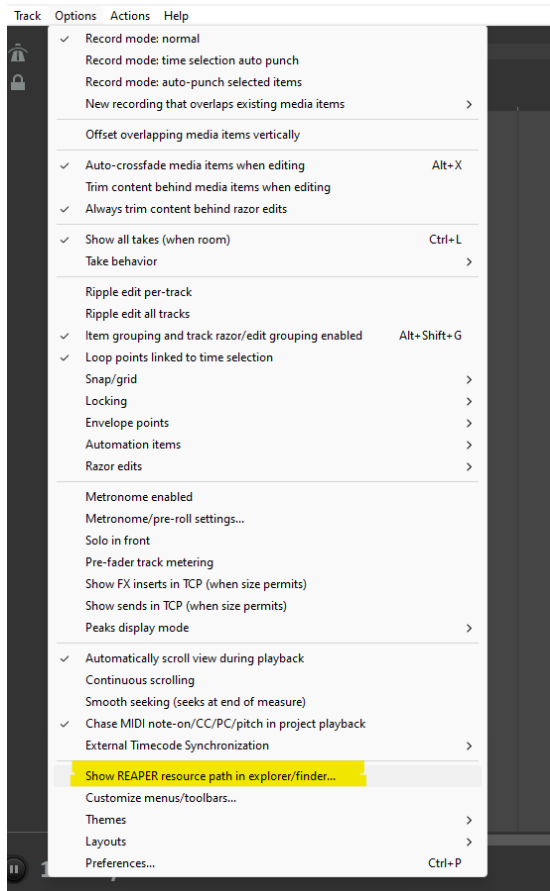 Track Options Actions Help
Record mode: normal
Record mode: time selection auto punch
Record mode: auto-punch selected items
New recording that overlaps existing media items
Offset overlapping media items vertically
Auto-crossfade media items when editing Alt+X
Trim content behind media items when editing
Always trim content behind razor edits
Show all takes (when room) Ctrl+L
Take behavior
Ripple edit per-track
Ripple edit all tracks
Item grouping and track razor/edit grouping enabled Alt+Shift+G
Loop points linked to time selection
Snap/grid
Locking
Envelope points
Automation items
Razor edits
Metronome enabled
Metronome/pre-roll settings...
Solo in front
Pre-fader track metering
Show FX inserts in TCP (when size permits)
Show sends in TCP (when size permits)
Peaks display mode
Automatically scroll view during playback
Continuous scrolling
Smooth seeking (seeks at end of measure)
Chase MIDI note-on/CC/PC/pitch in project playback
External Timecode Synchronization
Show REAPER resource path in explorer/finder...
Customize menus/toolbars...
Themes
Layouts
Preferences... Ctrl+P